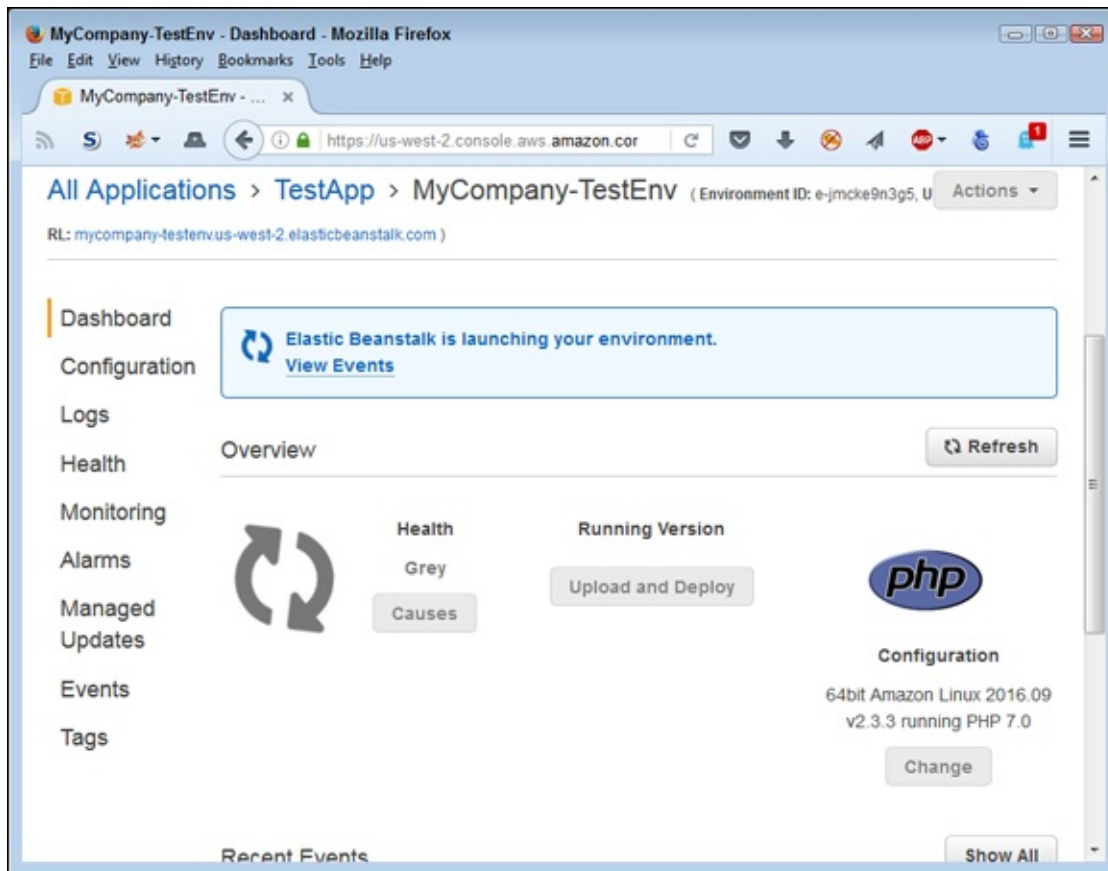 MyCompany-TestEnv - Dashboard - Mozilla Firefox
File Edit View History Bookmarks Tools Help
MyCompany-TestEnv - ... ×
S https://us-west-2.console.aws.amazon.cor ABP 1
All Applications > TestApp > MyCompany-TestEnv ( Environment ID: e-jmcke9n3g5, U Actions
RL: mycompany-testenv.us-west-2.elasticbeanstalk.com )
Dashboard
Elastic Beanstalk is launching your environment.
View Events
Configuration
Logs
Health
Monitoring
Alarms
Managed
Updates
Events
Tags
Overview
Refresh
Health
Grey
Causes
Running Version
Upload and Deploy
php
Configuration
64bit Amazon Linux 2016.09
v2.3.3 running PHP 7.0
Change
Recent Events
Show All